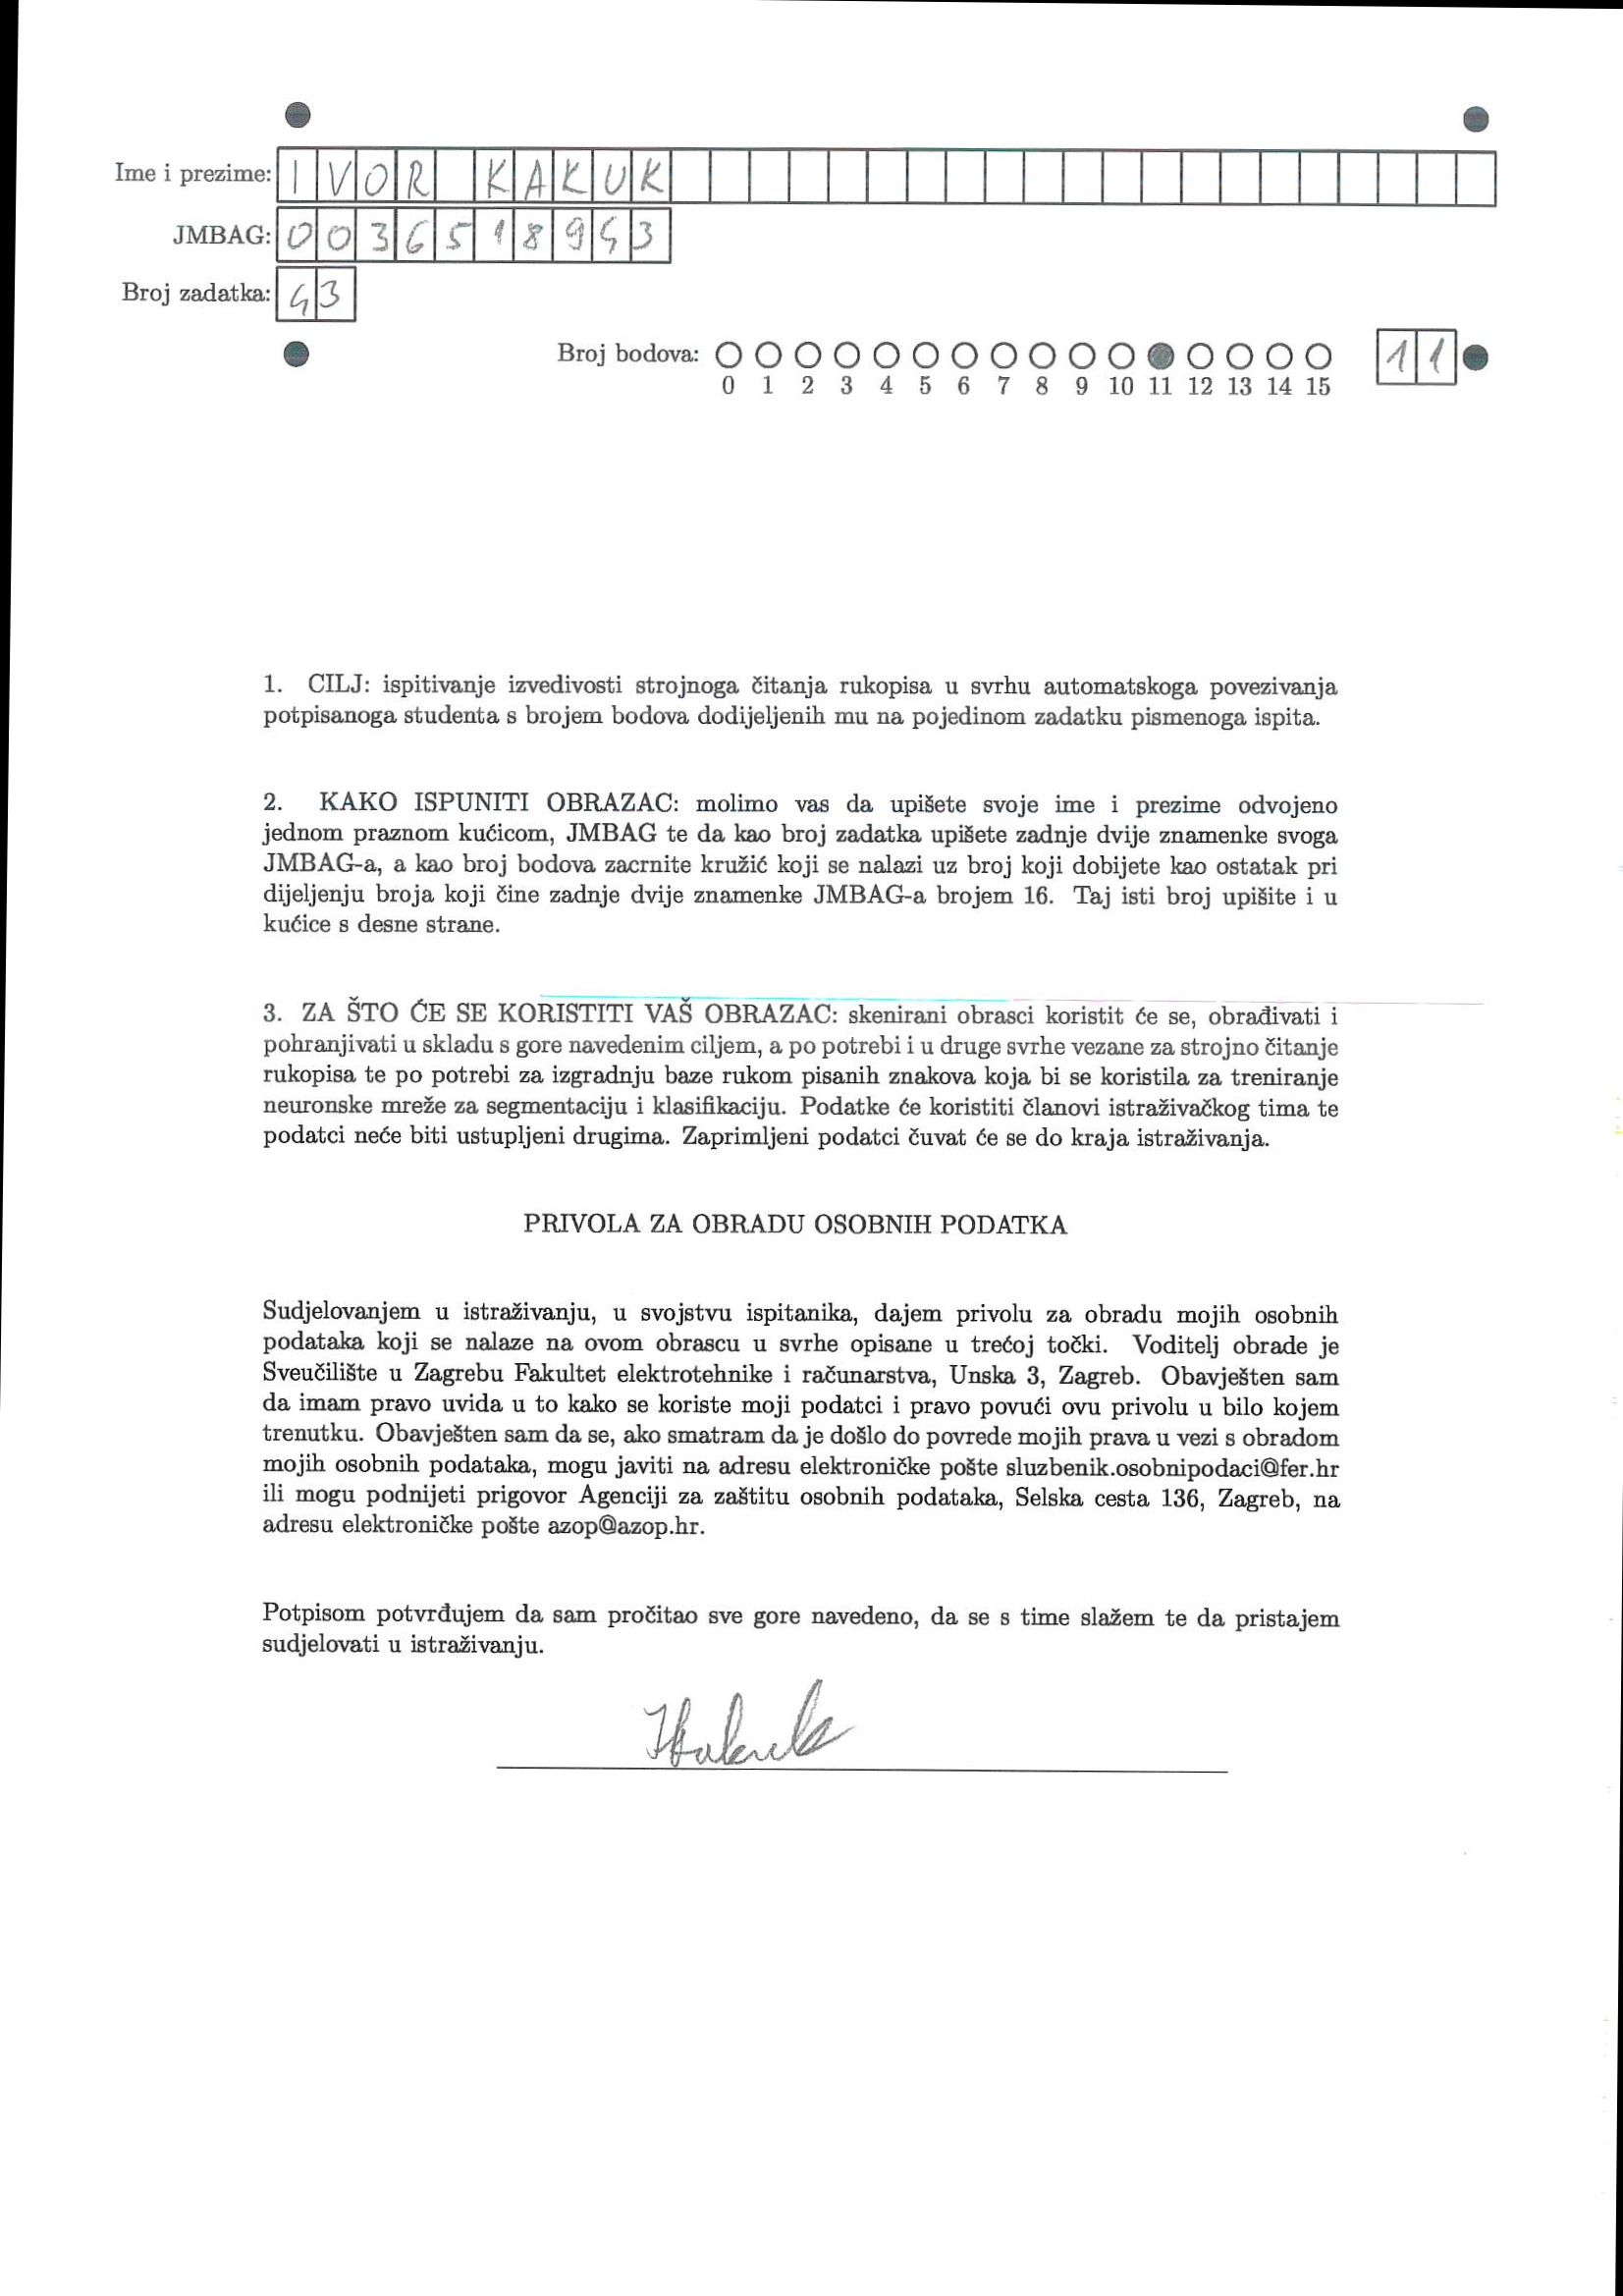 Ime i prezime: IVOR KAKUK
JMBAG: 0036518943
Broj zadatka: 43
Broj bodova: 0 1 2 3 4 5 6 7 8 9 10 11 12 13 14 15 11
1. CILJ: ispitivanje izvedivosti strojnoga čitanja rukopisa u svrhu automatskoga povezivanja
potpisanoga studenta s brojem bodova dodijeljenih mu na pojedinom zadatku pismenoga ispita.
2. KAKO ISPUNITI OBRAZAC: molimo vas da upišete svoje ime i prezime odvojeno
jednom praznom kućicom, JMBAG te da kao broj zadatka upišete zadnje dvije znamenke svoga
JMBAG-a, a kao broj bodova zacrnite kružić koji se nalazi uz broj koji dobijete kao ostatak pri
dijeljenju broja koji čine zadnje dvije znamenke JMBAG-a brojem 16. Taj isti broj upišite i u
kućice s desne strane.
3. ZA ŠTO ĆE SE KORISTITI VAŠ OBRAZAC: skenirani obrasci koristit će se, obrađivati i
pohranjivati u skladu s gore navedenim ciljem, a po potrebi i u druge svrhe vezane za strojno čitanje
rukopisa te po potrebi za izgradnju baze rukom pisanih znakova koja bi se koristila za treniranje
neuronske mreže za segmentaciju i klasifikaciju. Podatke će koristiti članovi istraživačkog tima te
podatci neće biti ustupljeni drugima. Zaprimljeni podatci čuvat će se do kraja istraživanja.
PRIVOLA ZA OBRADU OSOBNIH PODATKA
Sudjelovanjem u istraživanju, u svojstvu ispitanika, dajem privolu za obradu mojih osobnih
podataka koji se nalaze na ovom obrascu u svrhe opisane u trećoj točki. Voditelj obrade je
Sveučilište u Zagrebu Fakultet elektrotehnike i računarstva, Unska 3, Zagreb. Obavješten sam
da imam pravo uvida u to kako se koriste moji podatci i pravo povući ovu privolu u bilo kojem
trenutku. Obavješten sam da se, ako smatram da je došlo do povrede mojih prava u vezi s obradom
mojih osobnih podataka, mogu javiti na adresu elektroničke pošte sluzbenik.osobnipodaci@fer.hr
ili mogu podnijeti prigovor Agenciji za zaštitu osobnih podataka, Selska cesta 136, Zagreb, na
adresu elektroničke pošte azop@azop.hr.
Potpisom potvrđujem da sam pročitao sve gore navedeno, da se s time slažem te da pristajem
sudjelovati u istraživanju.